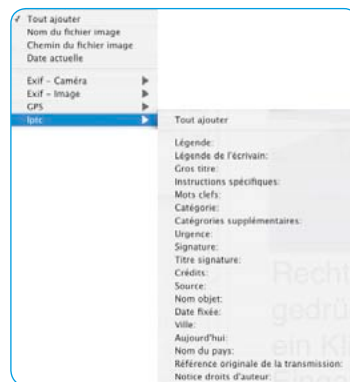 ✓ Tout ajouter
Nom du fichier image
Chemin du fichier image
Date actuelle
Exif - Caméra
Exif - Image
GPS
Iptc
Tout ajouter
Légende:
Légende de l'écrivain:
Gros titre:
Instructions spécifiques:
Mots clefs:
Catégorie:
Catégrories supplémentaires:
Urgence:
Signature:
Titre signature:
Crédits:
Source:
Nom objet:
Date fixée:
Ville:
Aujourd'hui:
Nom du pays:
Référence originale de la transmission:
Notice droits d'auteur:
Recht
gedrü
ein Kli